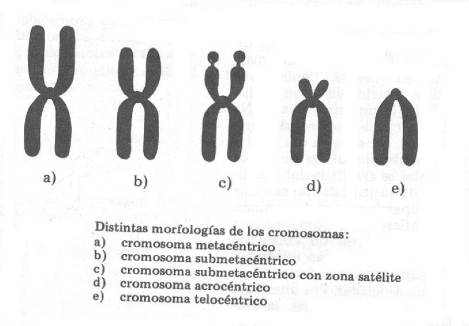 a)
b)
c)
d)
e)
Distintas morfologías de los cromosomas:
a) cromosoma metacéntrico
b) cromosoma submetacéntrico
c) cromosoma submetacéntrico con zona satélite
d) cromosoma acrocéntrico
e) cromosoma telocéntrico